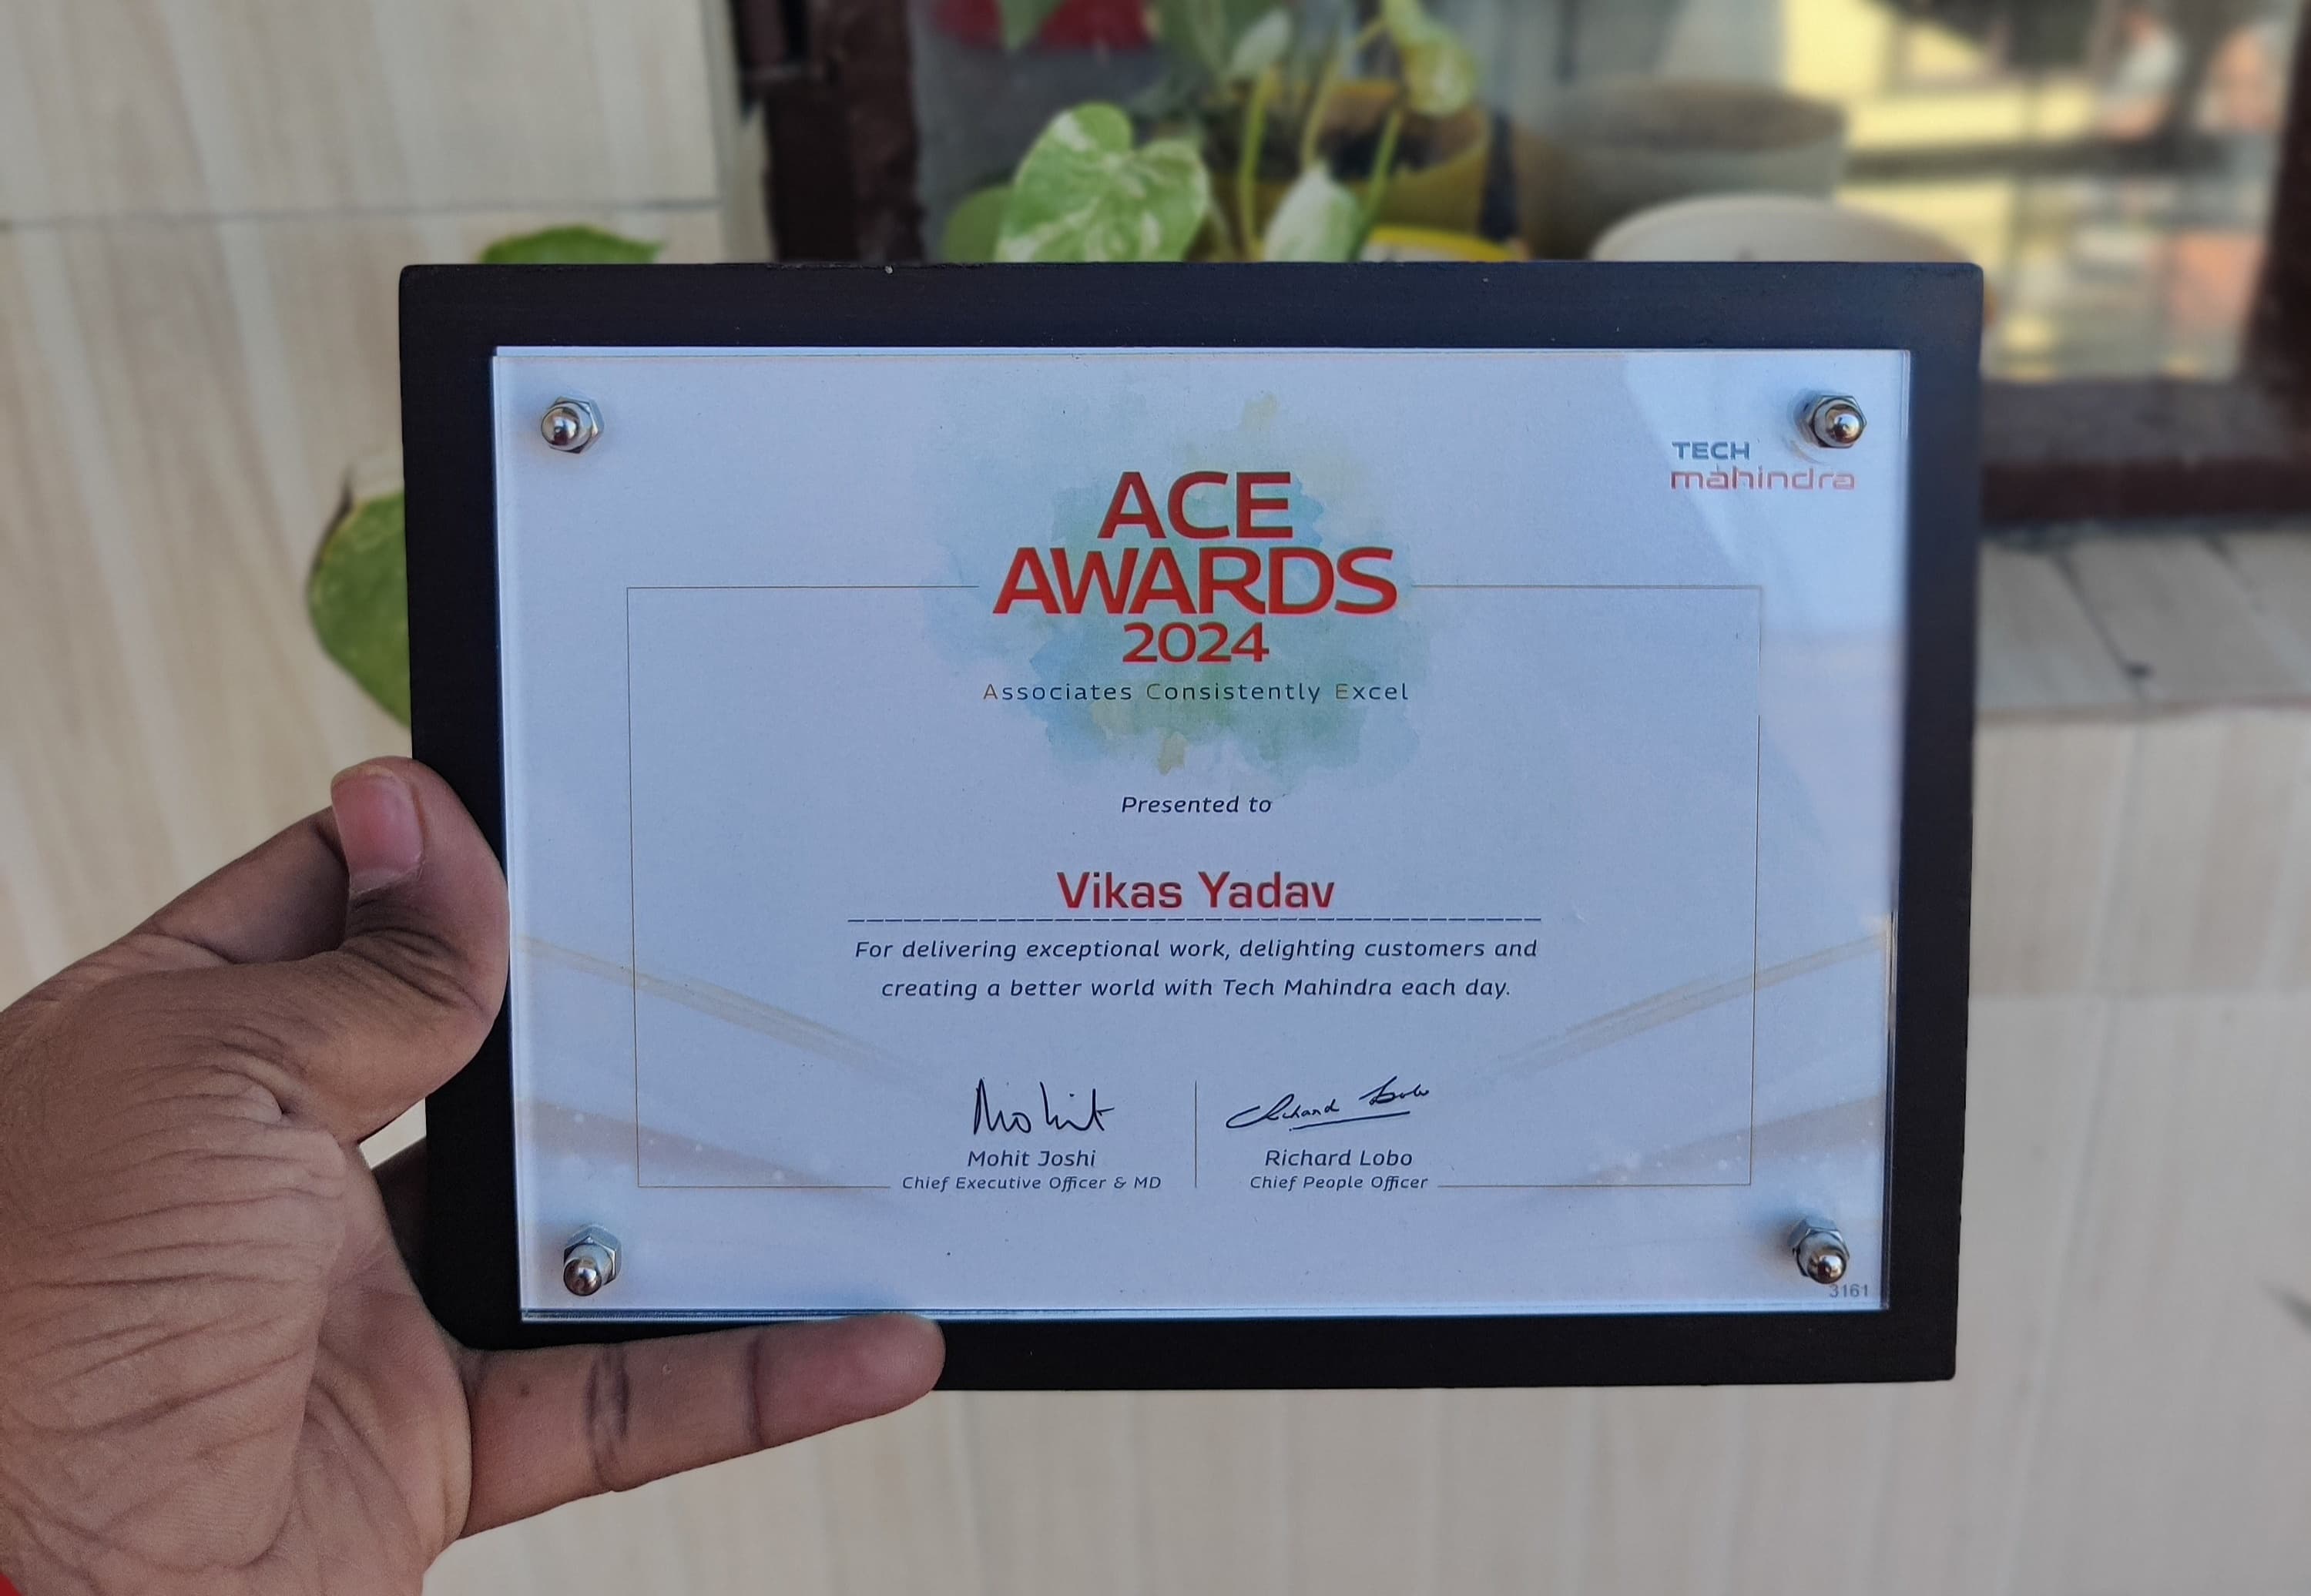 TECH
mahindra
ACE
AWARDS
2024
Associates Consistently Excel
Presented to
Vikas Yadav
For delivering exceptional work, delighting customers and
creating a better world with Tech Mahindra each day.
Mohit
Richard Lobo
Mohit Joshi
Chief Executive Officer & MD
Richard Lobo
Chief People Officer
3161